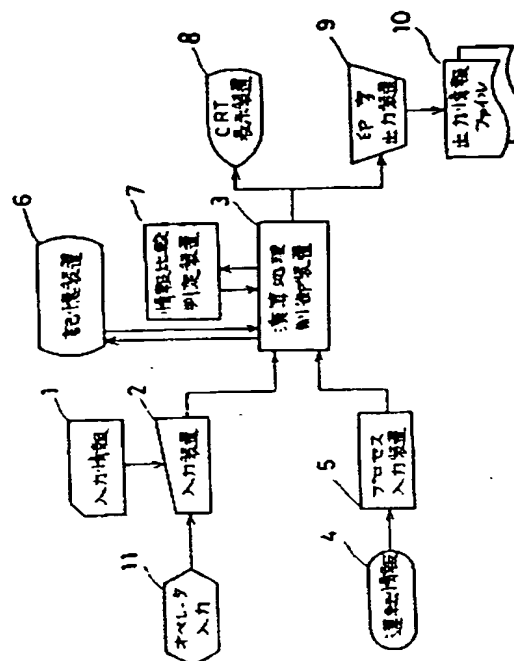 6
記憶装置
7
情報比較
判定装置
8
CRT
表示装置
1
入力情報
2
入力装置
3
演算処理
制御装置
9
印字
出力装置
10
出力情報
ファイル
11
オペレータ
入力
5
プロセス
入力装置
4
運転情報